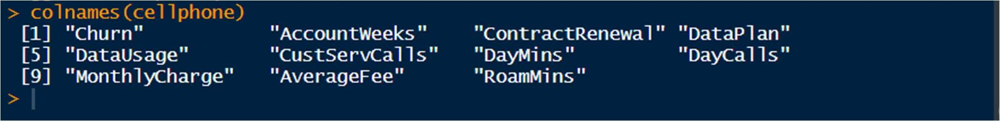 > colnames(cellphone)
[1] "Churn" "AccountWeeks" "ContractRenewal" "DataPlan"
[5] "DataUsage" "CustServCalls" "DayMins" "DayCalls"
[9] "MonthlyCharge" "AverageFee" "RoamMins"
>